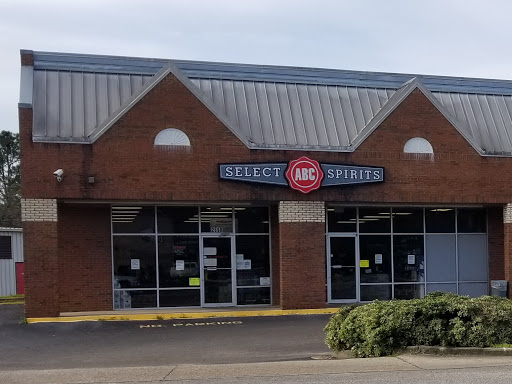 SELECT ABC SPIRITS
NO PARKING